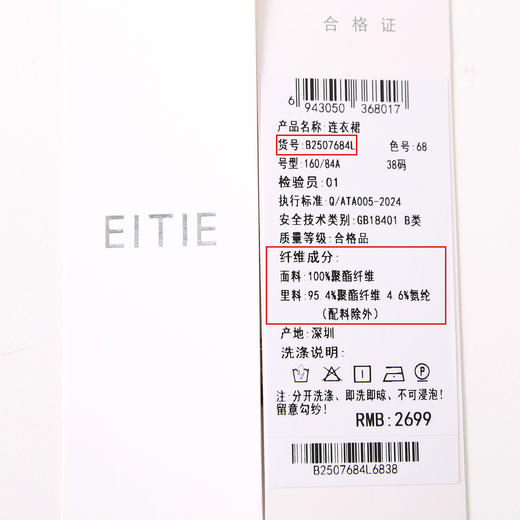 EITIE
合格证
6 943050 368017
产品名称:连衣裙
货号:B2507684L 色号:68
号型:160/84A 38码
检验员:01
执行标准:Q/ATA005-2024
安全技术类别:GB18401 B类
质量等级:合格品
纤维成分:
面料:100%聚酯纤维
里料:95.4%聚酯纤维 4.6%氨纶
(配料除外)
产地:深圳
洗涤说明:
注:分开洗涤、即洗即晾、不可浸泡!
留意勾纱!
RMB:2699
B2507684L6838